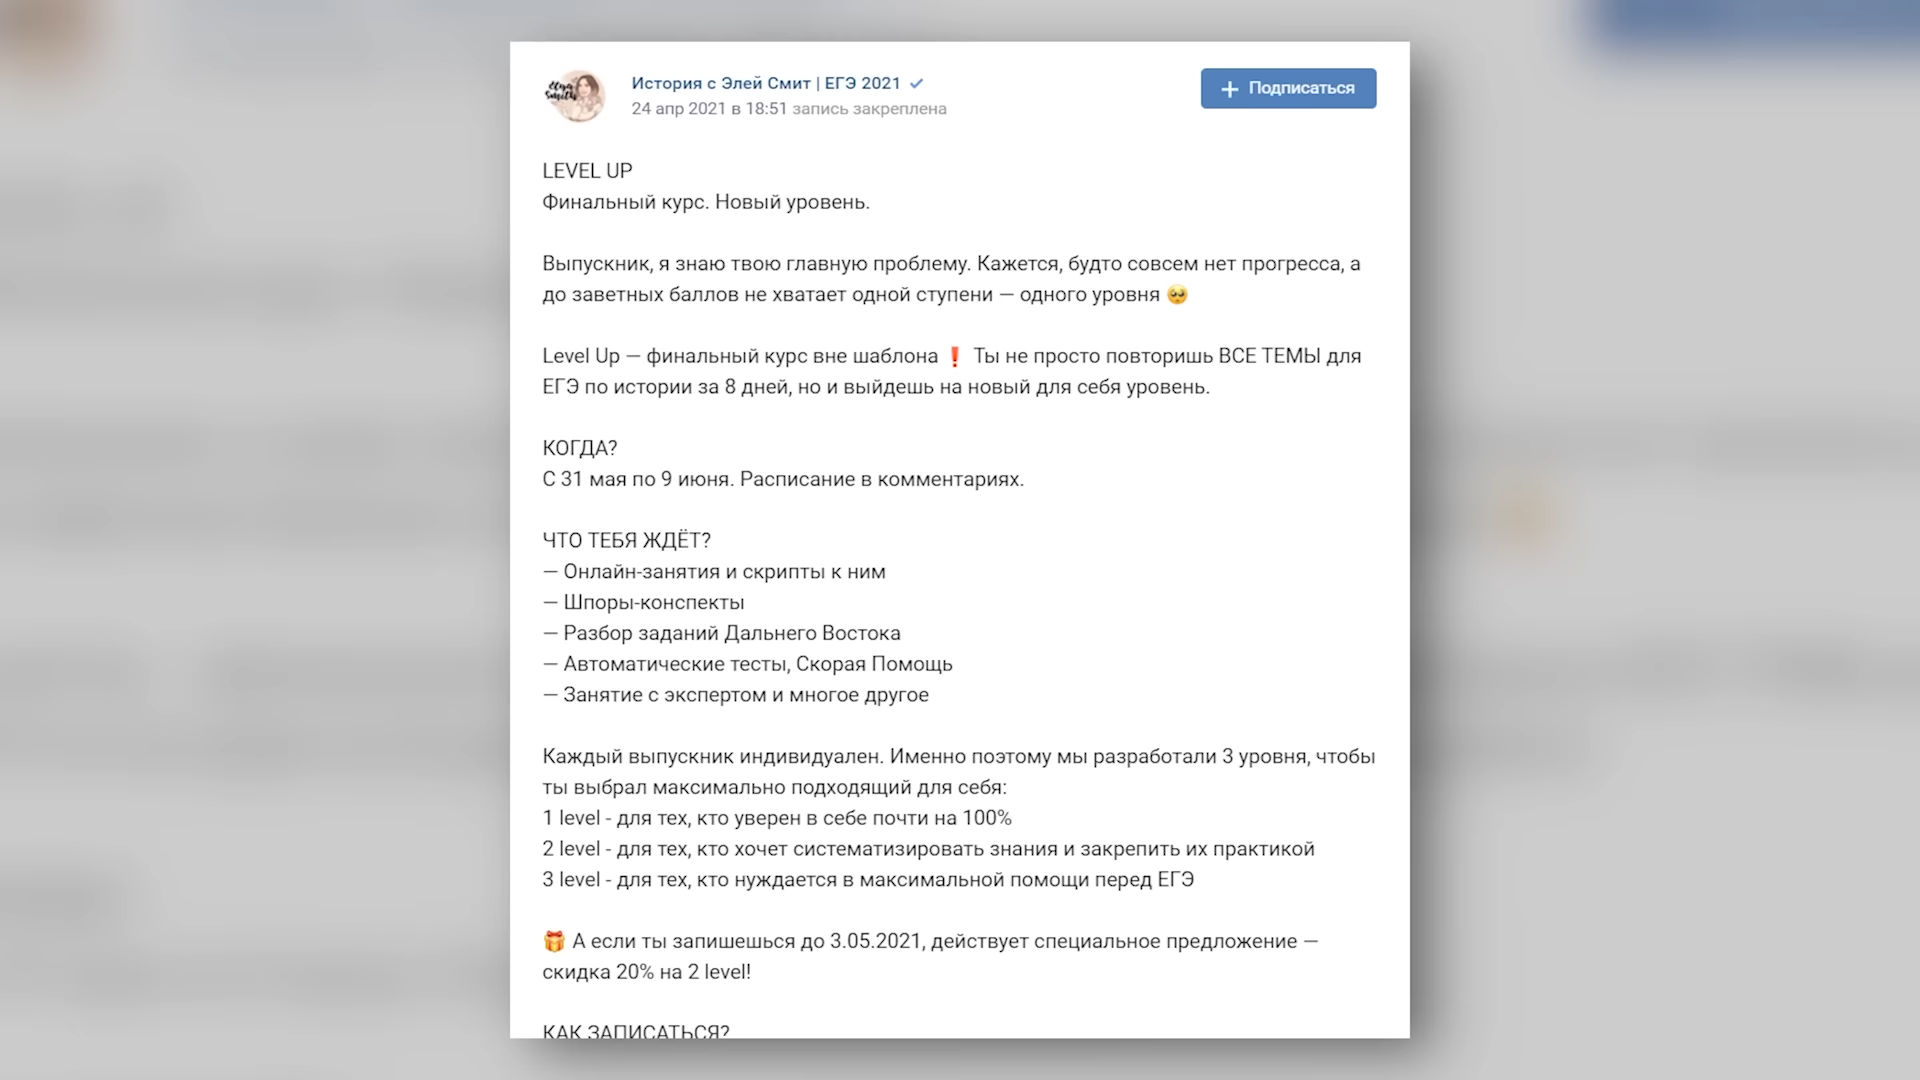 Elya
Smith
История с Элей Смит | ЕГЭ 2021
24 апр 2021 в 18:51 запись закреплена
Подписаться
LEVEL UP
Финальный курс. Новый уровень.
Выпускник, я знаю твою главную проблему. Кажется, будто совсем нет прогресса, а
до заветных баллов не хватает одной ступени — одного уровня 🥺
Level Up — финальный курс вне шаблона ❗ Ты не просто повторишь ВСЕ ТЕМЫ для
ЕГЭ по истории за 8 дней, но и выйдешь на новый для себя уровень.
КОГДА?
С 31 мая по 9 июня. Расписание в комментариях.
ЧТО ТЕБЯ ЖДЁТ?
— Онлайн-занятия и скрипты к ним
— Шпоры-конспекты
— Разбор заданий Дальнего Востока
— Автоматические тесты, Скорая Помощь
— Занятие с экспертом и многое другое
Каждый выпускник индивидуален. Именно поэтому мы разработали 3 уровня, чтобы
ты выбрал максимально подходящий для себя:
1 level - для тех, кто уверен в себе почти на 100%
2 level - для тех, кто хочет систематизировать знания и закрепить их практикой
3 level - для тех, кто нуждается в максимальной помощи перед ЕГЭ
🎁 А если ты запишешься до 3.05.2021, действует специальное предложение —
скидка 20% на 2 level!
КАК ЗАПИСАТЬСЯ?